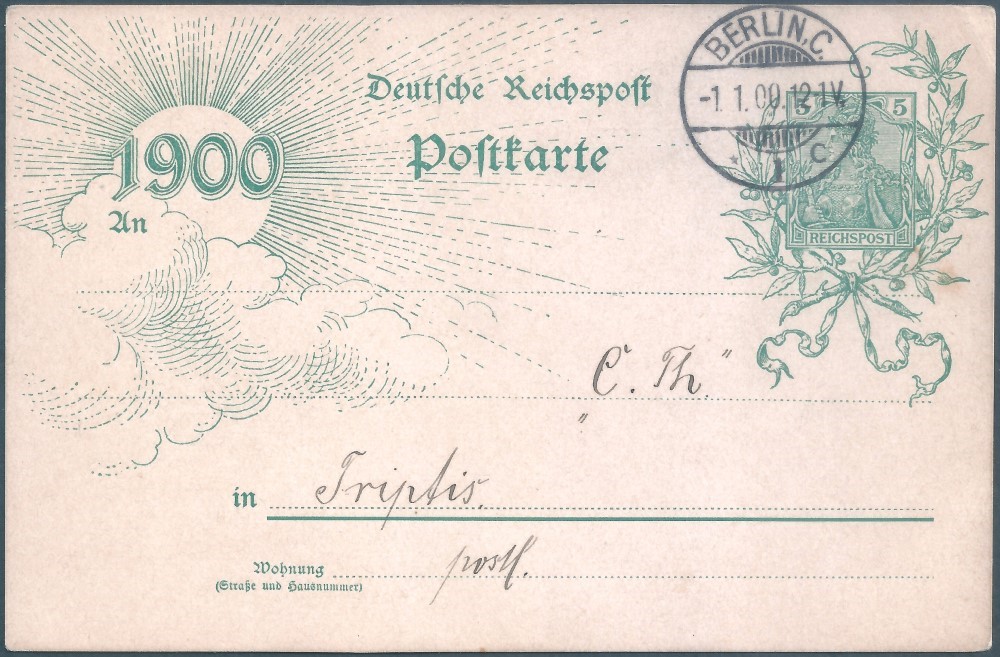 BERLIN, C.
-1. 1. 00. 12-1V.
* 1 c.
Deutsche Reichspost
Postkarte
1900
An
5 5
REICHSPOST
„C. Th."
in Triptis.
Wohnung postl.
(Straße und Hausnummer)